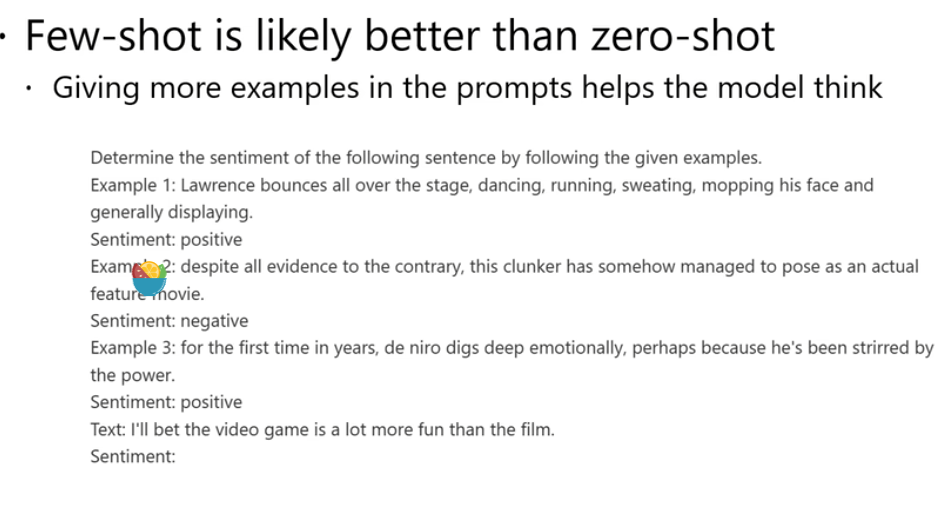 Few-shot is likely better than zero-shot
Giving more examples in the prompts helps the model think
Determine the sentiment of the following sentence by following the given examples.
Example 1: Lawrence bounces all over the stage, dancing, running, sweating, mopping his face and
generally displaying.
Sentiment: positive
Example 2: despite all evidence to the contrary, this clunker has somehow managed to pose as an actual
feature movie.
Sentiment: negative
Example 3: for the first time in years, de niro digs deep emotionally, perhaps because he's been strirred by
the power.
Sentiment: positive
Text: I'll bet the video game is a lot more fun than the film.
Sentiment: